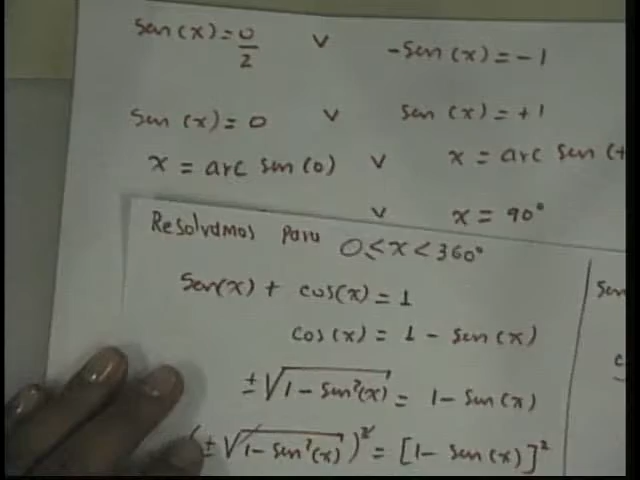 Sen(x) = 0/2 v -Sen(x) = -1
Sen (x) = 0 v Sen (x) = +1
x = arc Sen (0) v x = arc Sen (+
v x = 90°
Resolvamos para 0 ≤ x < 360°
Sen(x) + cos(x) = 1
Sen
cos(x) = 1 - Sen(x)
c
±√1 - Sen²(x) = 1 - Sen(x)
(±√1 - Sen²(x))² = [1 - Sen(x)]²